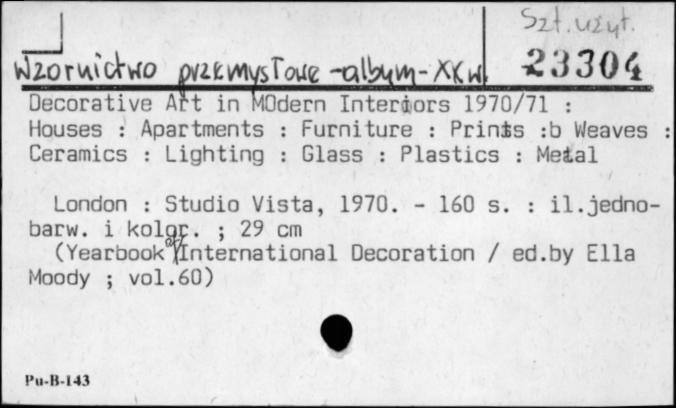 Szt. użyt.
Wzornictwo przemysłowe -album- XX w. 23304
Decorative Art in MOdern Interiors 1970/71 :
Houses : Apartments : Furniture : Prints :b Weaves :
Ceramics : Lighting : Glass : Plastics : Metal
London : Studio Vista, 1970. - 160 s. : il.jedno-
barw. i kolor. ; 29 cm
(Yearbook of International Decoration / ed.by Ella
Moody ; vol.60)
Pu-B-143